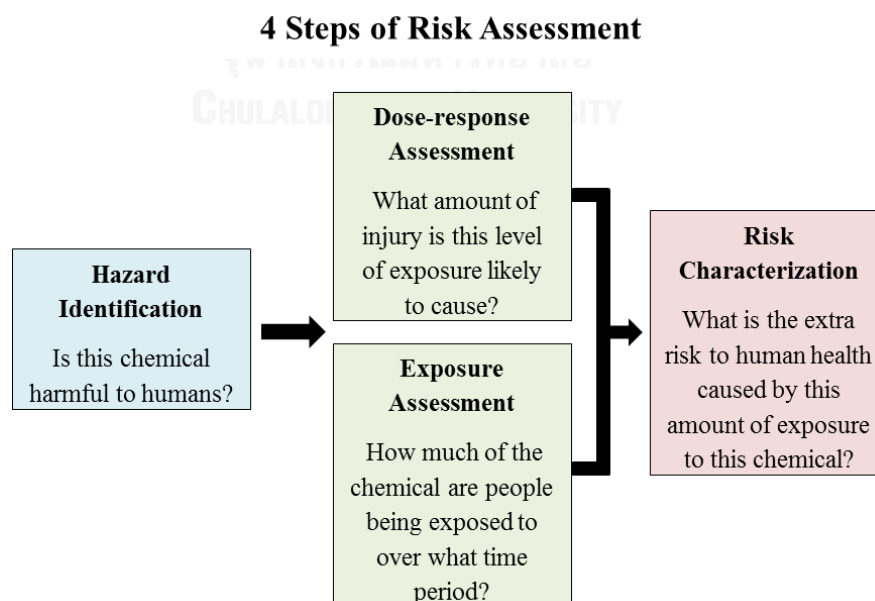 4 Steps of Risk Assessment
Hazard
Identification
Is this chemical
harmful to humans?
Dose-response
Assessment
What amount of
injury is this level
of exposure likely
to cause?
Exposure
Assessment
How much of the
chemical are people
being exposed to
over what time
period?
Risk
Characterization
What is the extra
risk to human health
caused by this
amount of exposure
to this chemical?